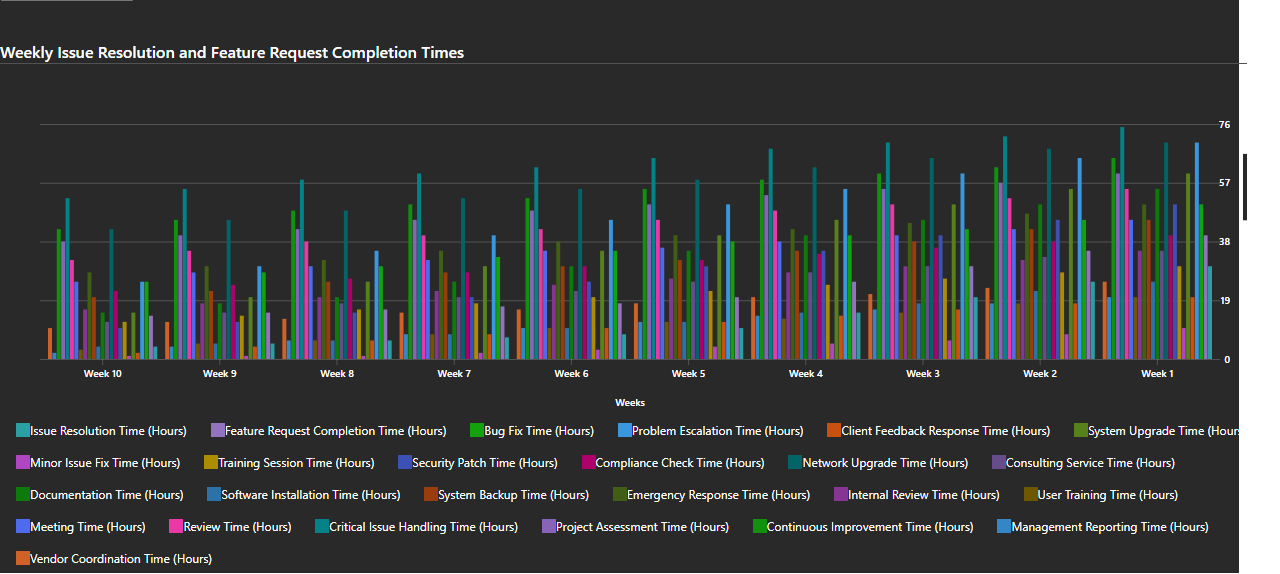 Weekly Issue Resolution and Feature Request Completion Times
76
57
38
19
0
Week 10 Week 9 Week 8 Week 7 Week 6 Week 5 Week 4 Week 3 Week 2 Week 1
Weeks
Issue Resolution Time (Hours) Feature Request Completion Time (Hours) Bug Fix Time (Hours) Problem Escalation Time (Hours) Client Feedback Response Time (Hours) System Upgrade Time (Hours
Minor Issue Fix Time (Hours) Training Session Time (Hours) Security Patch Time (Hours) Compliance Check Time (Hours) Network Upgrade Time (Hours) Consulting Service Time (Hours)
Documentation Time (Hours) Software Installation Time (Hours) System Backup Time (Hours) Emergency Response Time (Hours) Internal Review Time (Hours) User Training Time (Hours)
Meeting Time (Hours) Review Time (Hours) Critical Issue Handling Time (Hours) Project Assessment Time (Hours) Continuous Improvement Time (Hours) Management Reporting Time (Hours)
Vendor Coordination Time (Hours)